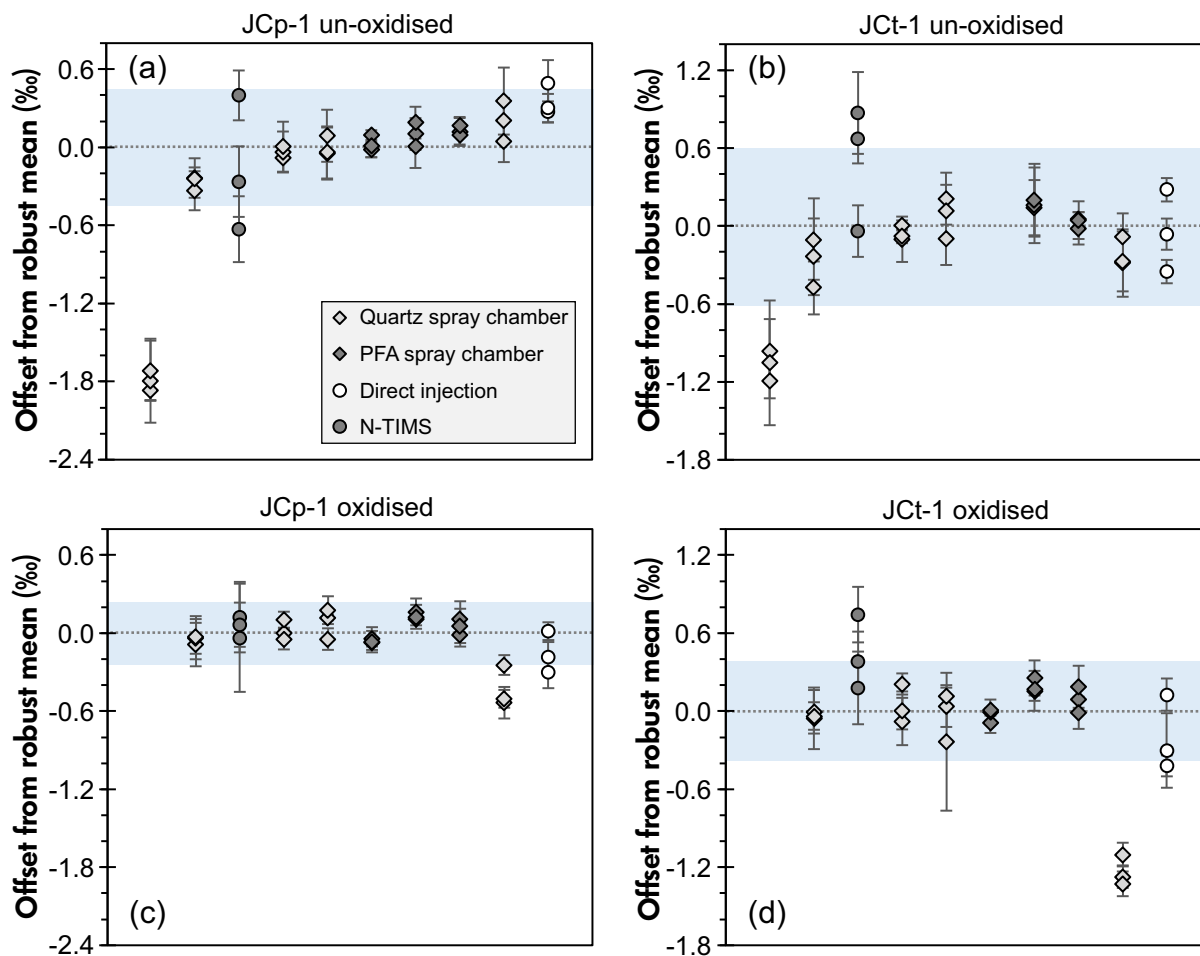 JCp-1 un-oxidised
Offset from robust mean (‰)
0.6
0.0
-0.6
-1.2
-1.8
-2.4
(a)
Quartz spray chamber
PFA spray chamber
Direct injection
N-TIMS
JCt-1 un-oxidised
Offset from robust mean (‰)
1.2
0.6
0.0
-0.6
-1.2
-1.8
(b)
JCp-1 oxidised
Offset from robust mean (‰)
0.6
0.0
-0.6
-1.2
-1.8
-2.4
(c)
JCt-1 oxidised
Offset from robust mean (‰)
1.2
0.6
0.0
-0.6
-1.2
-1.8
(d)